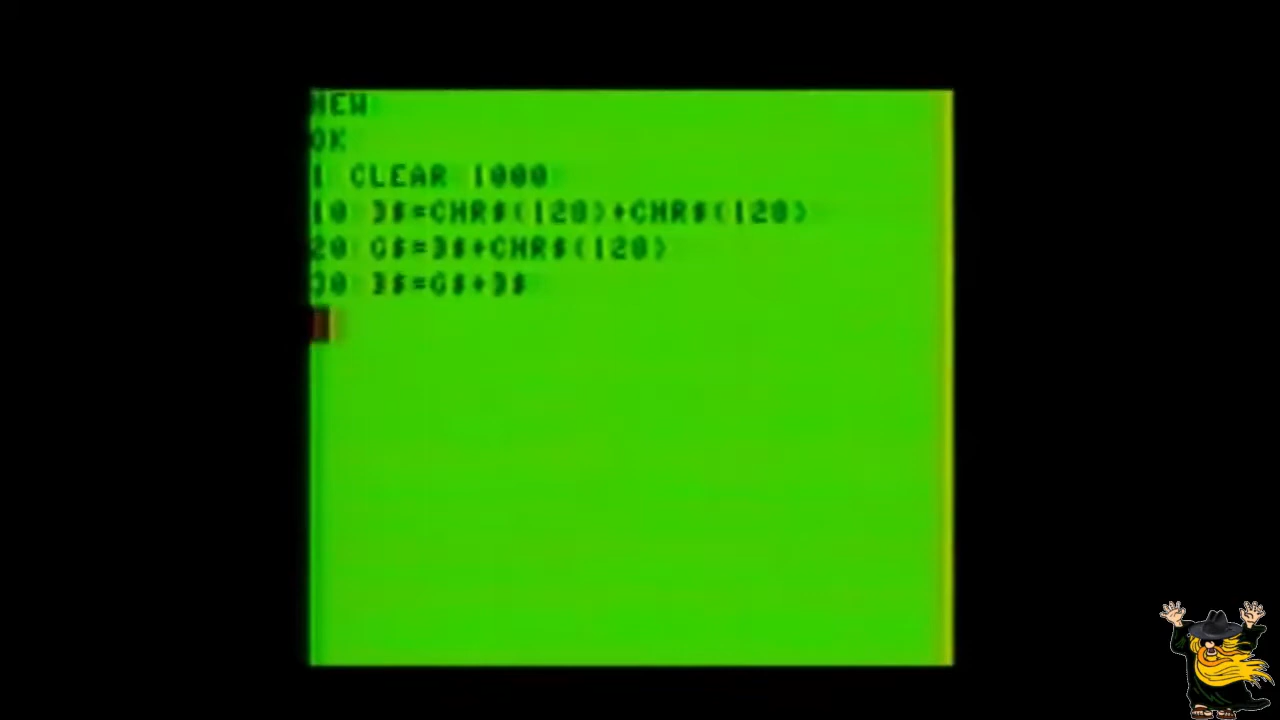 NEW
OK
1 CLEAR 1000
10 B$=CHR$(128)+CHR$(128)
20 G$=B$+CHR$(128)
30 B$=G$+B$